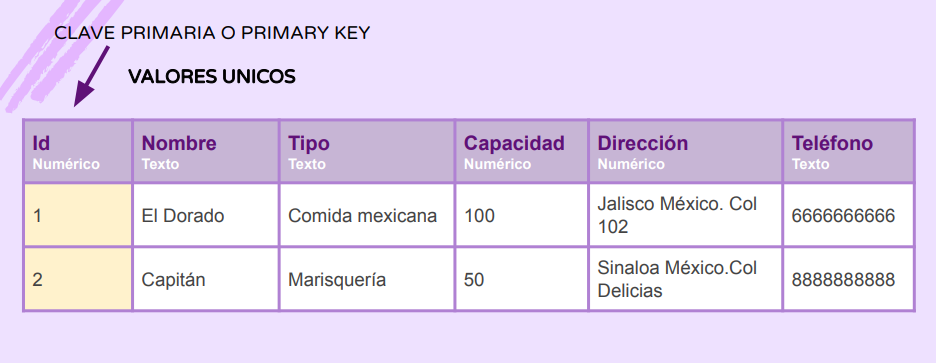 CLAVE PRIMARIA O PRIMARY KEY
VALORES UNICOS
Id Nombre Tipo Capacidad Dirección Teléfono
Numérico Texto Texto Numérico Numérico Texto
1 El Dorado Comida mexicana 100 Jalisco México. Col 6666666666
102
2 Capitán Marisquería 50 Sinaloa México.Col 8888888888
Delicias